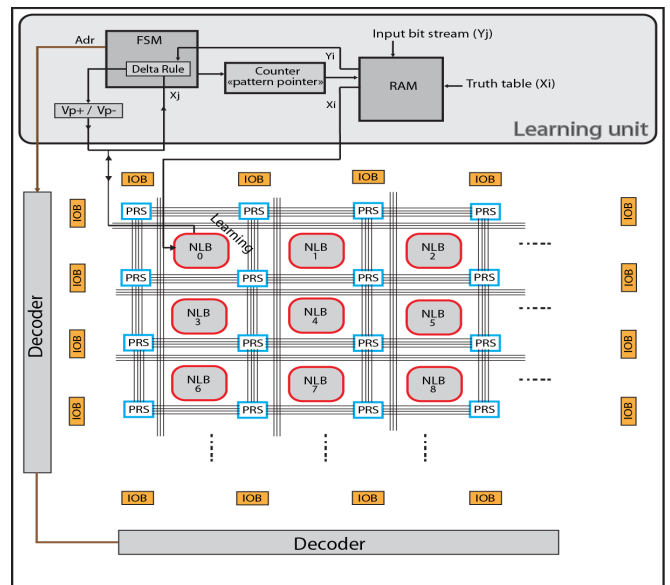 Adr
FSM
Delta Rule
Xj
Vp+ / Vp-
Counter
«pattern pointer»
Yi
Xi
RAM
Input bit stream (Yj)
Truth table (Xi)
Learning unit
IOB IOB IOB IOB
IOB PRS PRS PRS PRS IOB
Learning
NLB
0
NLB
1
NLB
2
IOB PRS PRS PRS PRS IOB
NLB
3
NLB
4
NLB
5
IOB PRS PRS PRS PRS IOB
NLB
6
NLB
7
NLB
8
IOB PRS PRS PRS PRS IOB
IOB IOB IOB IOB
Decoder
Decoder